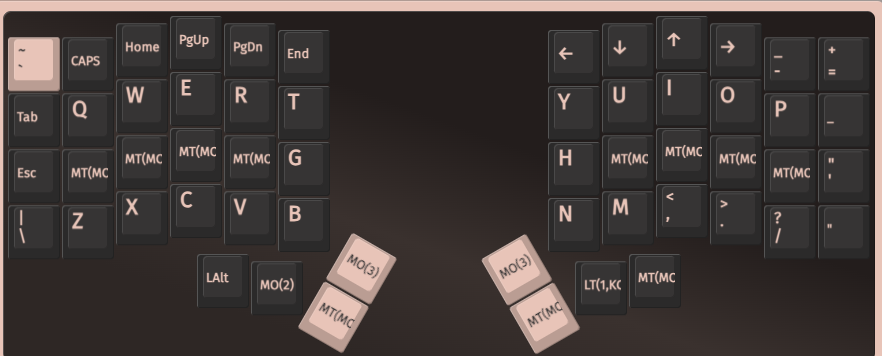 ~
`
CAPS
Home
PgUp
PgDn
End
←
↓
↑
→
_
-
+
=
Tab
Q
W
E
R
T
Y
U
I
O
P
_
Esc
MT(MC
MT(MC
MT(MC
MT(MC
G
H
MT(MC
MT(MC
MT(MC
MT(MC
"
'
|
\
Z
X
C
V
B
N
M
<
,
>
.
?
/
"
LAlt
MO(2)
MO(3)
MT(MC
MO(3)
MT(MC
LT(1,KC
MT(MC